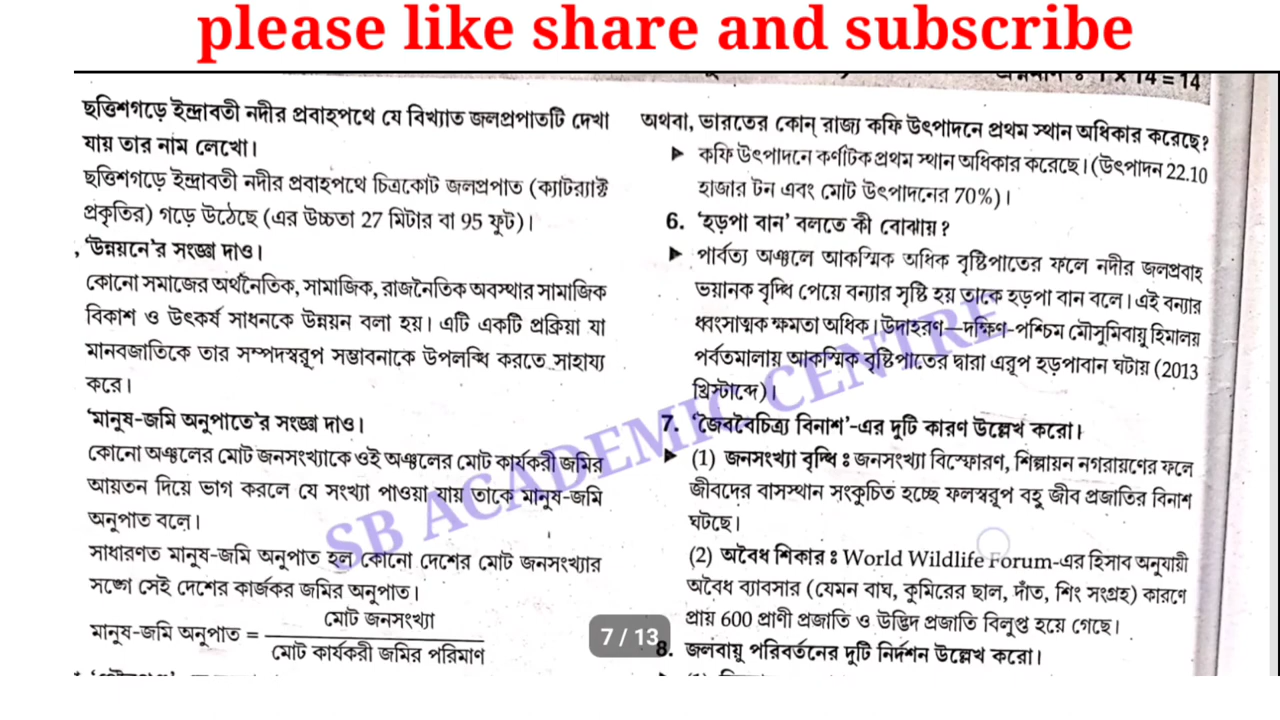 please like share and subscribe
1 × 14 = 14
ছত্তিশগড়ে ইন্দ্রাবতী নদীর প্রবাহপথে যে বিখ্যাত জলপ্রপাতটি দেখা
যায় তার নাম লেখো।
ছত্তিশগড়ে ইন্দ্রাবতী নদীর প্রবাহপথে চিত্রকোট জলপ্রপাত (ক্যাটর‍্যাক্ট
প্রকৃতির) গড়ে উঠেছে (এর উচ্চতা 27 মিটার বা 95 ফুট)।
‘উন্নয়নে’র সংজ্ঞা দাও।
কোনো সমাজের অর্থনৈতিক, সামাজিক, রাজনৈতিক অবস্থার সামাজিক
বিকাশ ও উৎকর্ষ সাধনকে উন্নয়ন বলা হয়। এটি একটি প্রক্রিয়া যা
মানবজাতিকে তার সম্পদস্বরূপ সম্ভাবনাকে উপলব্ধি করতে সাহায্য
করে।
‘মানুষ-জমি অনুপাতে’র সংজ্ঞা দাও।
কোনো অঞ্চলের মোট জনসংখ্যাকে ওই অঞ্চলের মোট কার্যকরী জমির
আয়তন দিয়ে ভাগ করলে যে সংখ্যা পাওয়া যায় তাকে মানুষ-জমি
অনুপাত বলে।
সাধারণত মানুষ-জমি অনুপাত হল কোনো দেশের মোট জনসংখ্যার
সঙ্গে সেই দেশের কার্জকর জমির অনুপাত।
মানুষ-জমি অনুপাত = মোট জনসংখ্যা
মোট কার্যকরী জমির পরিমাণ
অথবা, ভারতের কোন্ রাজ্য কফি উৎপাদনে প্রথম স্থান অধিকার করেছে?
কফি উৎপাদনে কর্ণাটক প্রথম স্থান অধিকার করেছে। (উৎপাদন 22.10
হাজার টন এবং মোট উৎপাদনের 70%)।
6. ‘হড়পা বান’ বলতে কী বোঝায়?
পার্বত্য অঞ্চলে আকস্মিক অধিক বৃষ্টিপাতের ফলে নদীর জলপ্রবাহ
ভয়ানক বৃদ্ধি পেয়ে বন্যার সৃষ্টি হয় তাকে হড়পা বান বলে। এই বন্যার
ধ্বংসাত্মক ক্ষমতা অধিক। উদাহরণ—দক্ষিণ-পশ্চিম মৌসুমিবায়ু হিমালয়
পর্বতমালায় আকস্মিক বৃষ্টিপাতের দ্বারা এরূপ হড়পাবান ঘটায় (2013
খ্রিস্টাব্দে)।
7. ‘জৈববৈচিত্র্য বিনাশ’-এর দুটি কারণ উল্লেখ করো।
(1) জনসংখ্যা বৃদ্ধি ঃ জনসংখ্যা বিস্ফোরণ, শিল্পায়ন নগরায়ণের ফলে
জীবদের বাসস্থান সংকুচিত হচ্ছে ফলস্বরূপ বহু জীব প্রজাতির বিনাশ
ঘটছে।
(2) অবৈধ শিকার ঃ World Wildlife Forum-এর হিসাব অনুযায়ী
অবৈধ ব্যাবসার (যেমন বাঘ, কুমিরের ছাল, দাঁত, শিং সংগ্রহ) কারণে
প্রায় 600 প্রাণী প্রজাতি ও উদ্ভিদ প্রজাতি বিলুপ্ত হয়ে গেছে।
8. জলবায়ু পরিবর্তনের দুটি নির্দশন উল্লেখ করো।
SB ACADEMIC CENTRE
7 / 13